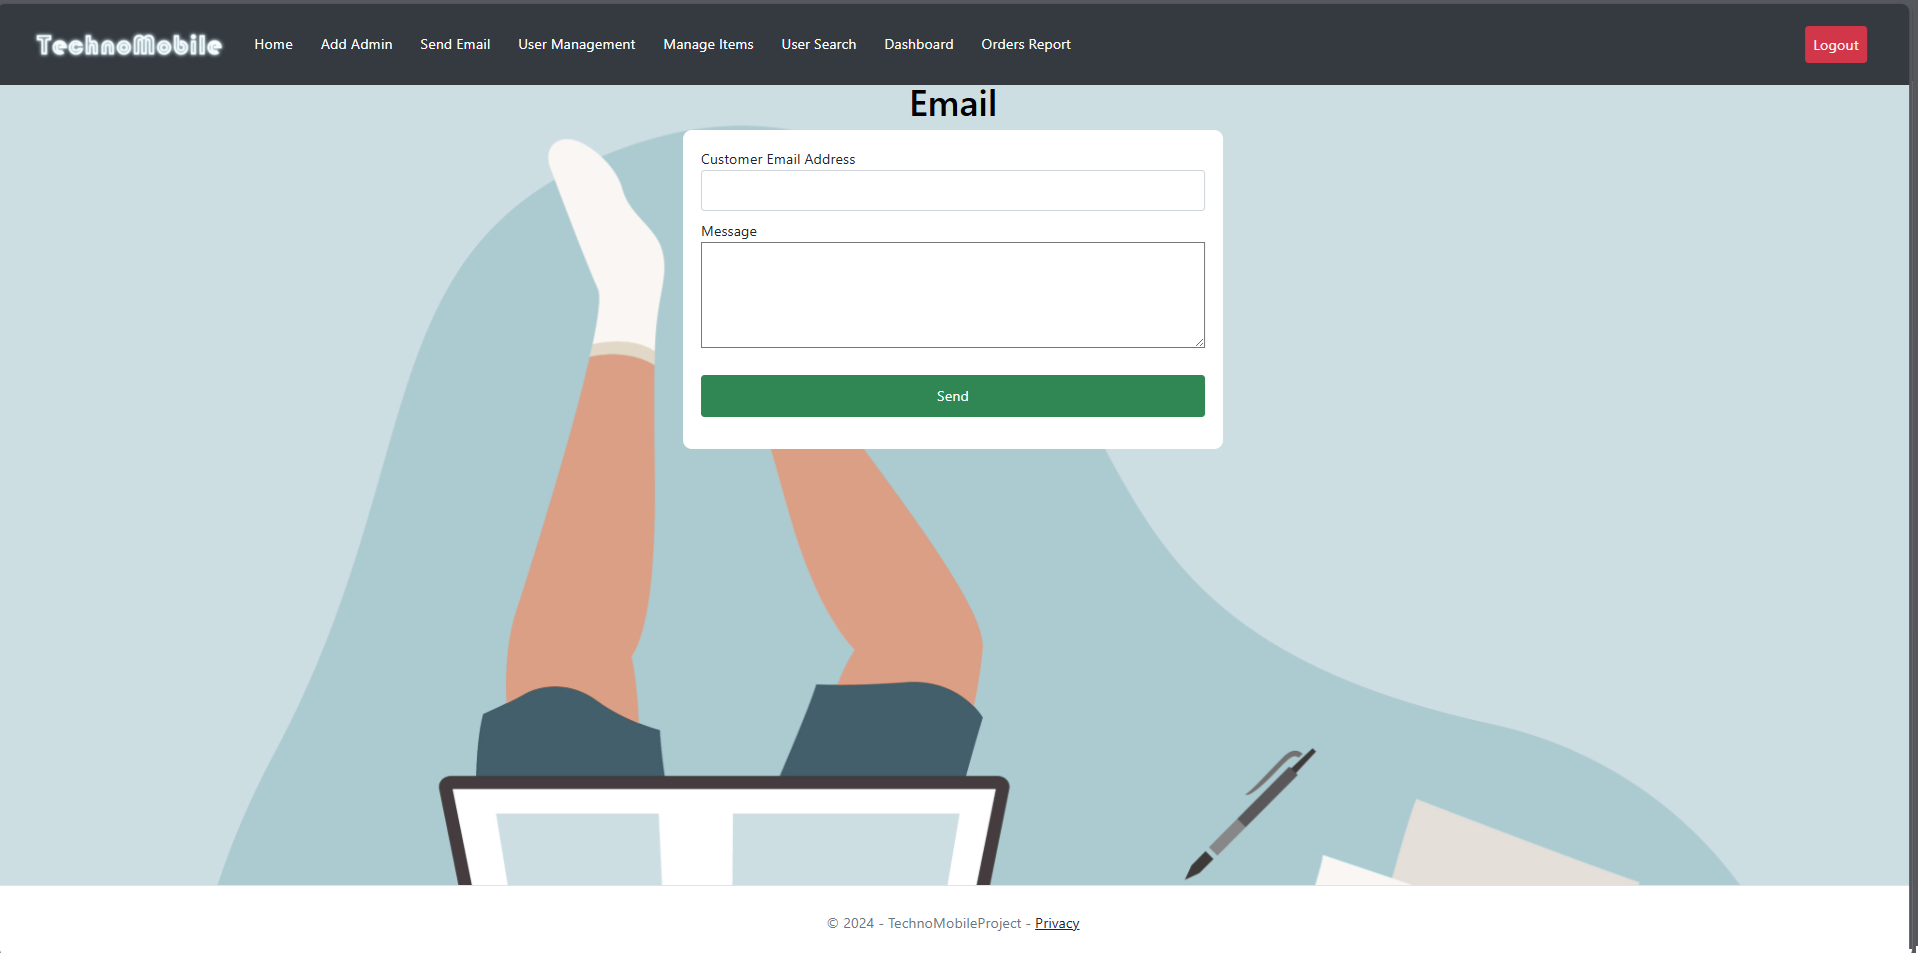 TechnoMobile Home Add Admin Send Email User Management Manage Items User Search Dashboard Orders Report Logout
Email
Customer Email Address
Message
Send
© 2024 - TechnoMobileProject - Privacy